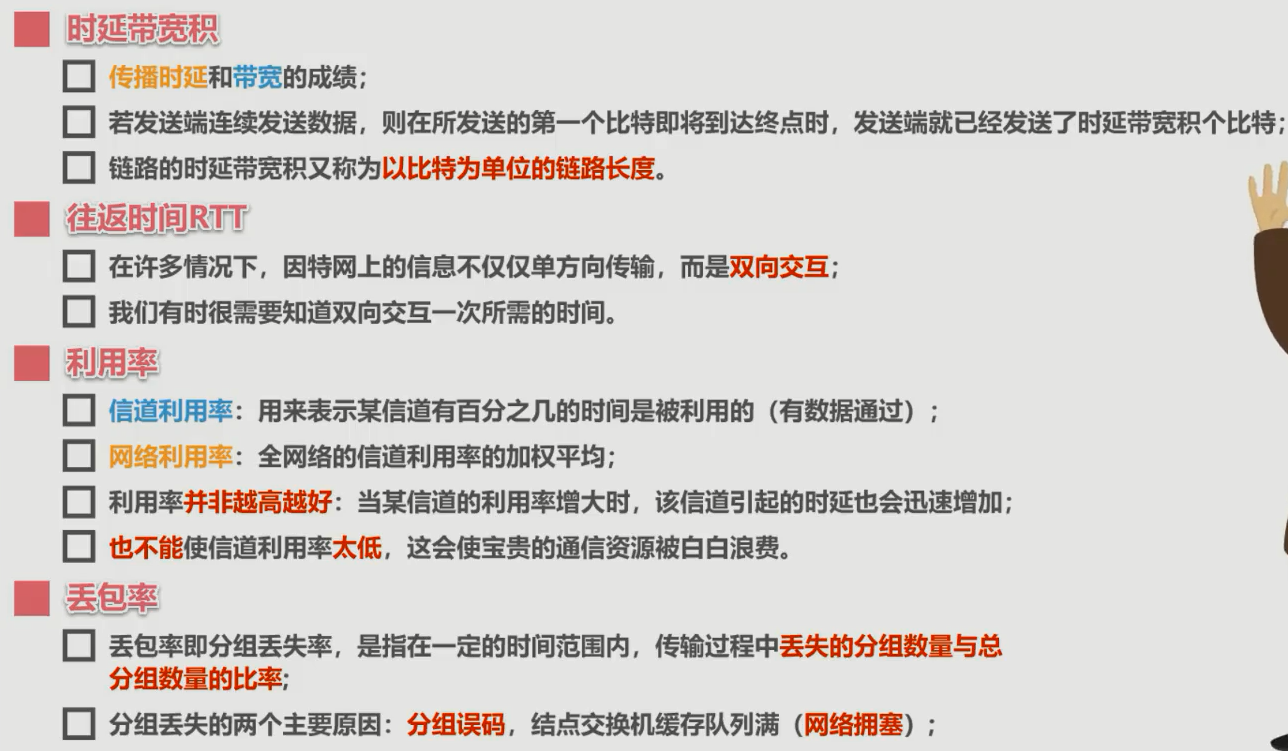 时延带宽积
传播时延和带宽的成绩；
若发送端连续发送数据，则在所发送的第一个比特即将到达终点时，发送端就已经发送了时延带宽积个比特；
链路的时延带宽积又称为以比特为单位的链路长度。
往返时间RTT
在许多情况下，因特网上的信息不仅仅单方向传输，而是双向交互；
我们有时很需要知道双向交互一次所需的时间。
利用率
信道利用率：用来表示某信道有百分之几的时间是被利用的（有数据通过）；
网络利用率：全网络的信道利用率的加权平均；
利用率并非越高越好：当某信道的利用率增大时，该信道引起的时延也会迅速增加；
也不能使信道利用率太低，这会使宝贵的通信资源被白白浪费。
丢包率
丢包率即分组丢失率，是指在一定的时间范围内，传输过程中丢失的分组数量与总
分组数量的比率；
分组丢失的两个主要原因：分组误码，结点交换机缓存队列满（网络拥塞）；